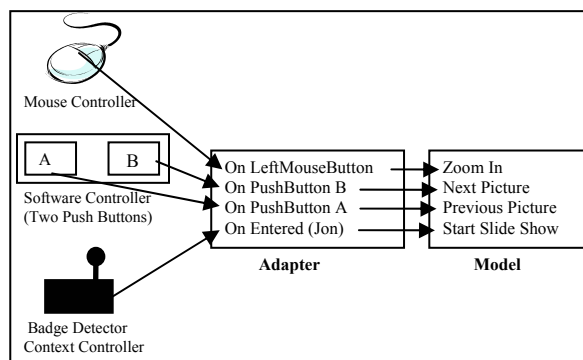 Mouse Controller
A
B
Software Controller
(Two Push Buttons)
Badge Detector
Context Controller
On LeftMouseButton
On PushButton B
On PushButton A
On Entered (Jon)
Adapter
Zoom In
Next Picture
Previous Picture
Start Slide Show
Model